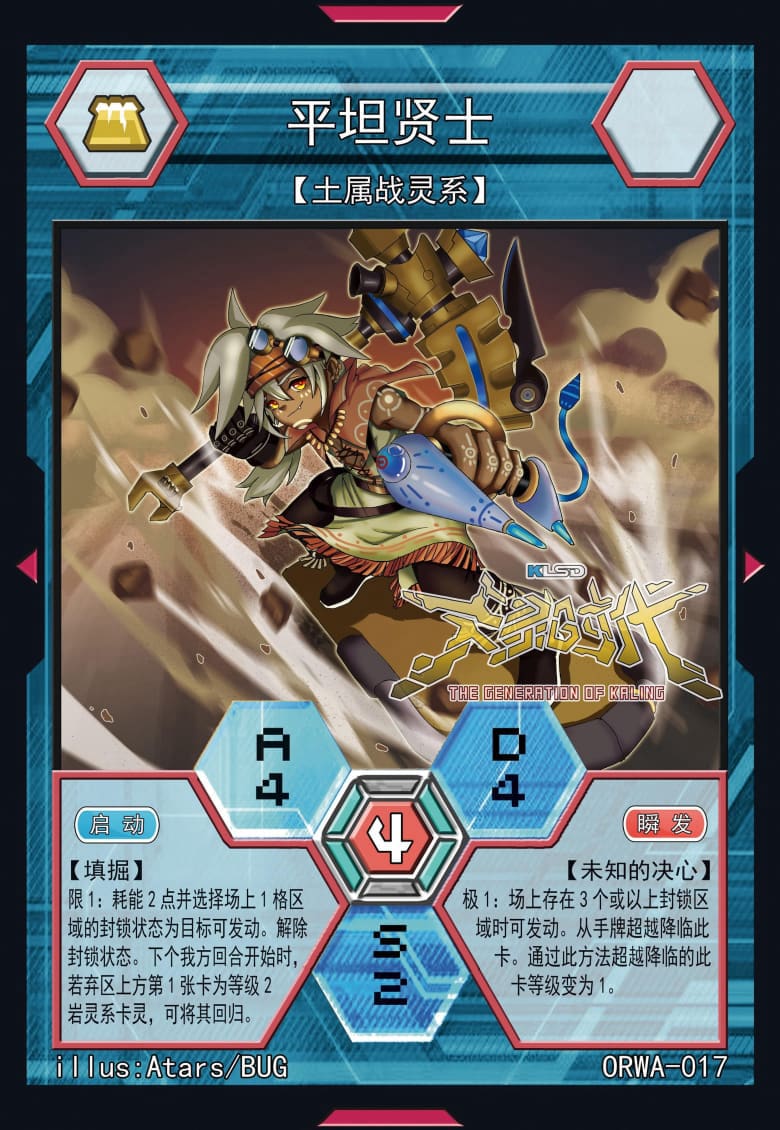 平坦贤士
【土属战灵系】
KLSD
THE GENERATION OF KALING
A
4
D
4
4
S
2
启动
【填掘】
限1：耗能2点并选择场上1格区
域的封锁状态为目标可发动。解除
封锁状态。下个我方回合开始时，
若弃区上方第1张卡为等级2
岩灵系卡灵，可将其回归。
瞬发
【未知的决心】
极1：场上存在3个或以上封锁区
域时可发动。从手牌超越降临此
卡。通过此方法超越降临的此
卡等级变为1。
illus:Atars/BUG
ORWA-017